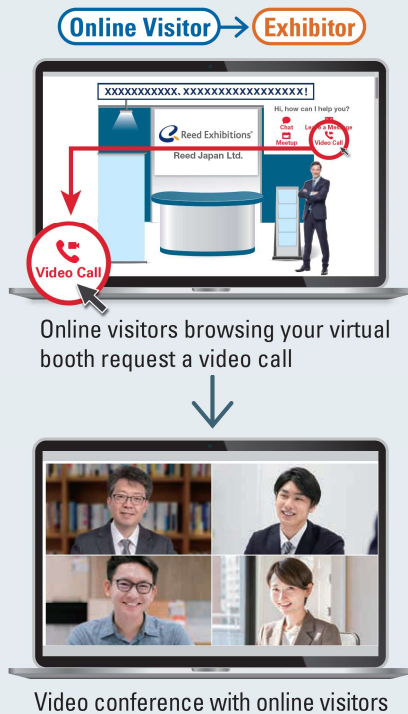 Online Visitor
Exhibitor
XXXXXXXXXXX、XXXXXXXXXXXXXXXXXX!
Hi, how can I help you?
Chat
Leave a Message
Meetup
Video Call
Reed Exhibitions®
Reed Japan Ltd.
Video Call
Online visitors browsing your virtual
booth request a video call
Video conference with online visitors